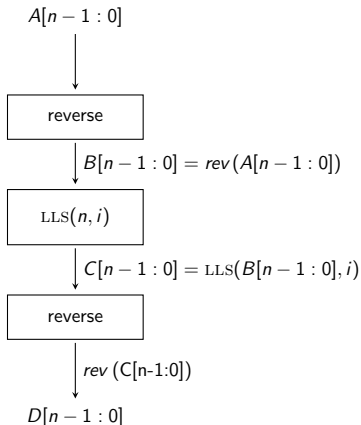 A[n − 1 : 0]
reverse
B[n − 1 : 0] = rev(A[n − 1 : 0])
LLS(n, i)
C[n − 1 : 0] = LLS(B[n − 1 : 0], i)
reverse
rev (C[n-1:0])
D[n − 1 : 0]